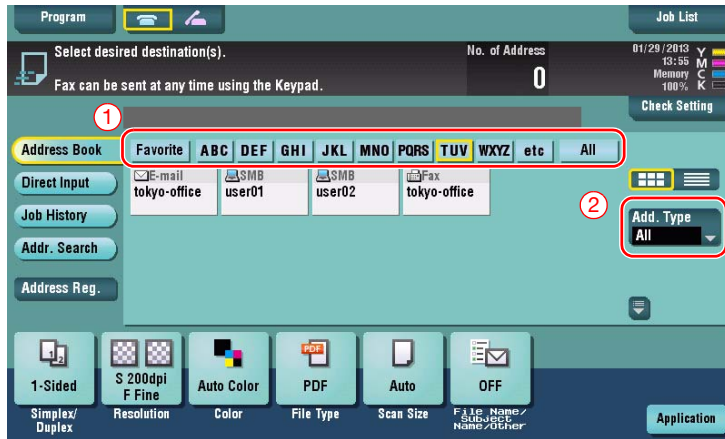 Program
Job List
Select desired destination(s).
No. of Address
01/29/2013
13:55
Memory
100%
Y
M
C
K
Fax can be sent at any time using the Keypad.
0
Check Setting
1
Address Book
Favorite ABC DEF GHI JKL MNO PQRS TUV WXYZ etc All
Direct Input
E-mail
tokyo-office
SMB
user01
SMB
user02
Fax
tokyo-office
2
Job History
Add. Type
All
Addr. Search
Address Reg.
1-Sided
S 200dpi
F Fine
Auto Color
PDF
PDF
Auto
OFF
Simplex/
Duplex
Resolution
Color
File Type
Scan Size
File Name/
Subject
Name/Other
Application